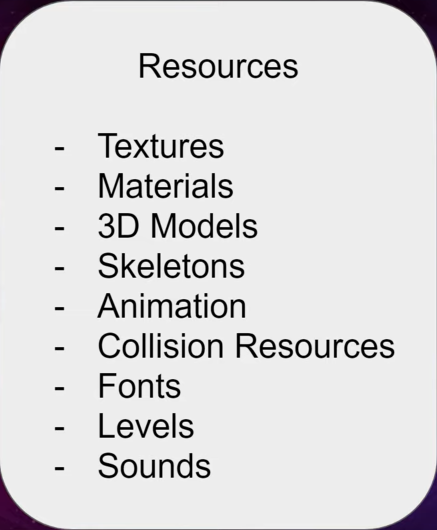 Resources
- Textures
- Materials
- 3D Models
- Skeletons
- Animation
- Collision Resources
- Fonts
- Levels
- Sounds